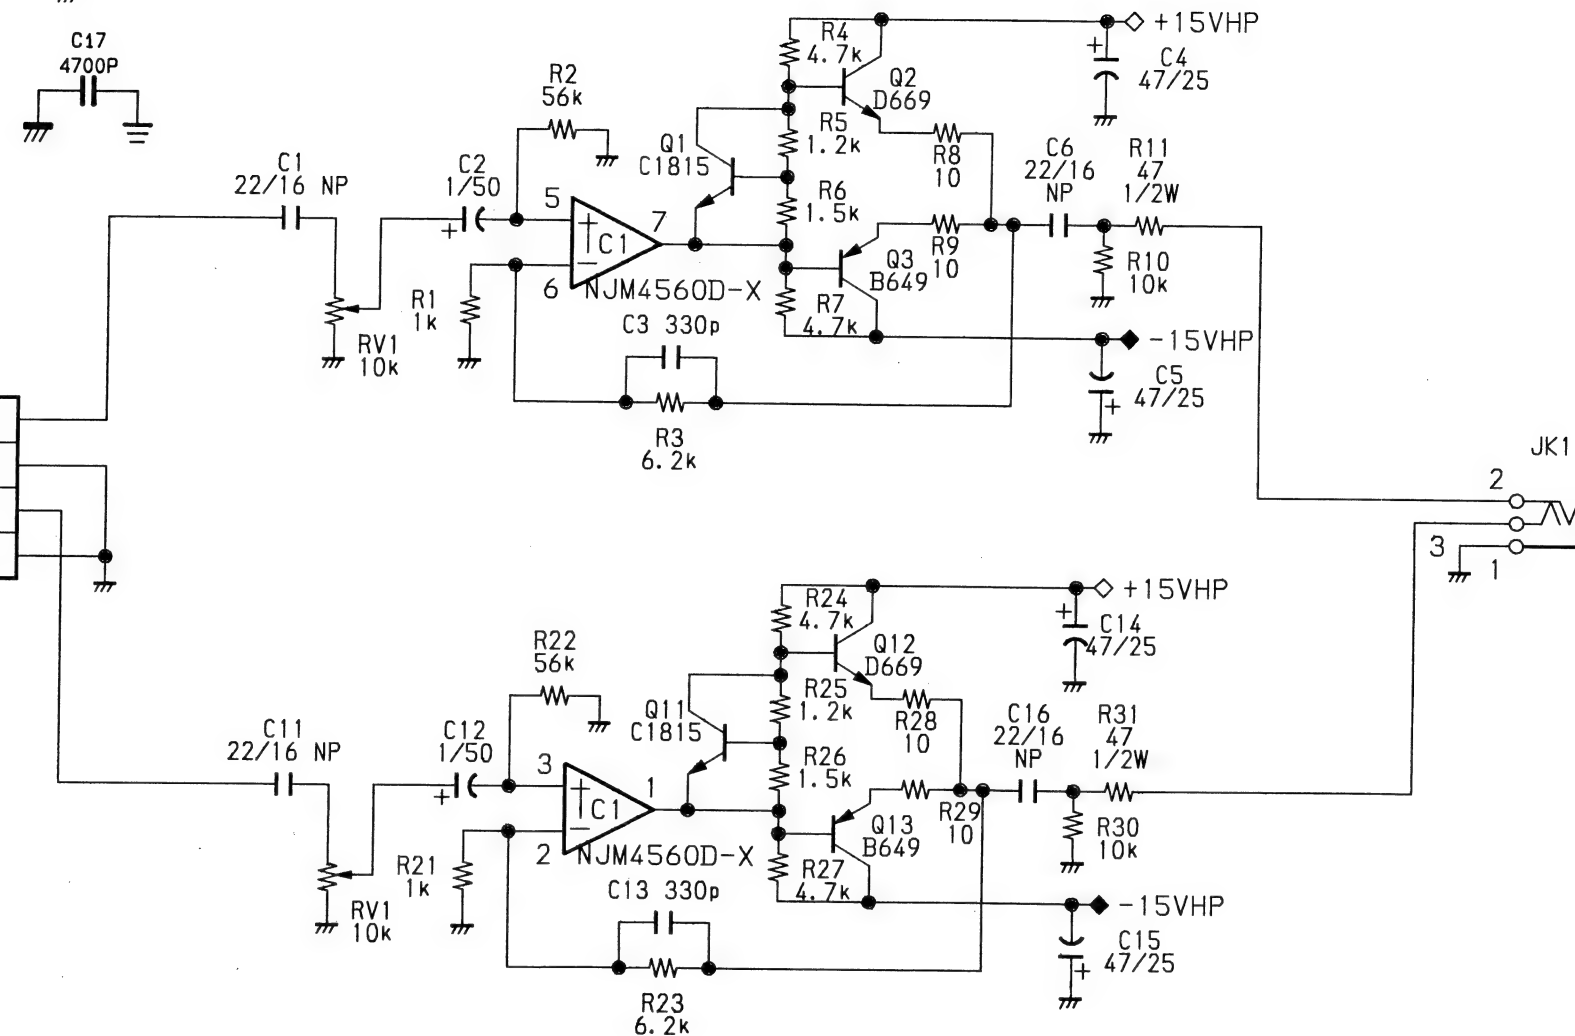 C17
4700P
C1
22/16 NP
RV1
10k
R1
1k
C2
1/50
+
R2
56k
5
6
7
+
−
C1
NJM4560D-X
C3 330p
R3
6.2k
Q1
C1815
R4
4.7k
R5
1.2k
R6
1.5k
R7
4.7k
Q2
D669
Q3
B649
R8
10
R9
10
+15VHP
+
C4
47/25
C6
22/16
NP
R11
47
1/2W
R10
10k
-15VHP
C5
47/25
+
JK1
2
3
1
C11
22/16 NP
RV1
10k
R21
1k
C12
1/50
+
R22
56k
3
2
1
+
−
C1
NJM4560D-X
C13 330p
R23
6.2k
Q11
C1815
R24
4.7k
R25
1.2k
R26
1.5k
R27
4.7k
Q12
D669
Q13
B649
R28
10
R29
10
+15VHP
+
C14
47/25
C16
22/16
NP
R31
47
1/2W
R30
10k
-15VHP
C15
47/25
+